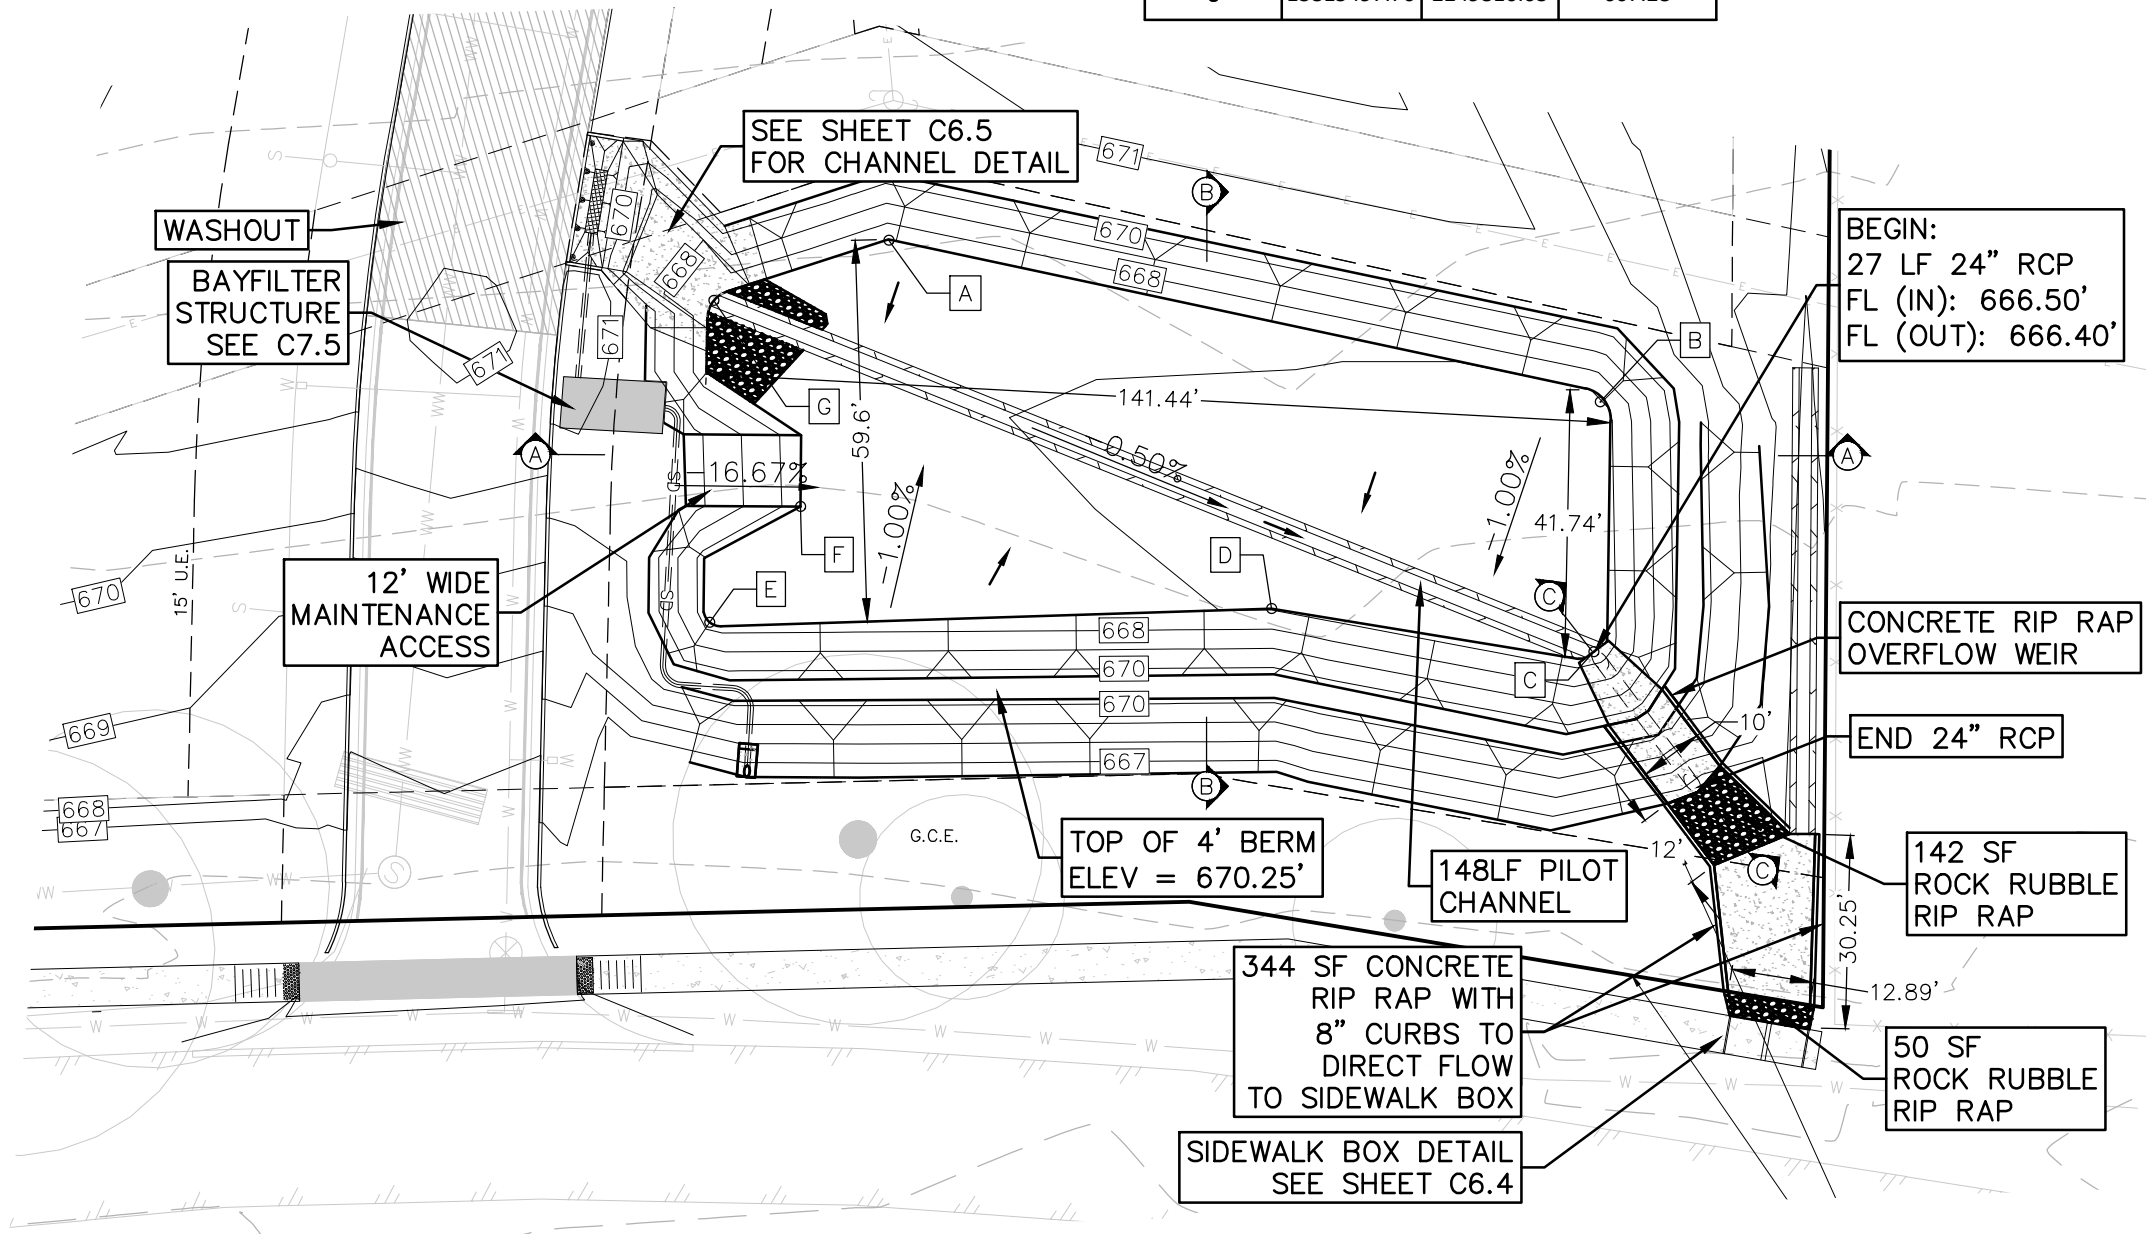 SEE SHEET C6.5
FOR CHANNEL DETAIL
671
B
WASHOUT
BAYFILTER
STRUCTURE
SEE C7.5
670
668
671
671
670
668
A
B
BEGIN:
27 LF 24" RCP
FL (IN): 666.50'
FL (OUT): 666.40'
G
141.44'
59.6'
0.50%
A
A
16.67%
-1.00%
-1.00%
41.74'
SD
SD
F
D
C
E
15' U.E.
670
12' WIDE
MAINTENANCE
ACCESS
668
670
670
667
C
CONCRETE RIP RAP
OVERFLOW WEIR
10'
END 24" RCP
669
668
667
B
G.C.E.
TOP OF 4' BERM
ELEV = 670.25'
148LF PILOT
CHANNEL
12'
C
142 SF
ROCK RUBBLE
RIP RAP
30.25'
12.89'
344 SF CONCRETE
RIP RAP WITH
8" CURBS TO
DIRECT FLOW
TO SIDEWALK BOX
50 SF
ROCK RUBBLE
RIP RAP
SIDEWALK BOX DETAIL
SEE SHEET C6.4